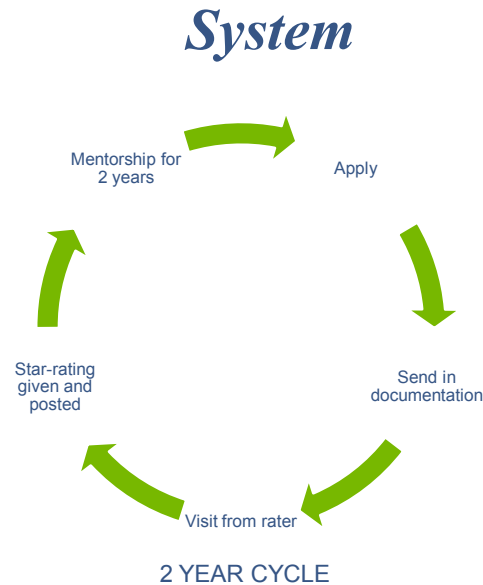 System
Mentorship for
2 years
Apply
Send in
documentation
Visit from rater
Star-rating
given and
posted
2 YEAR CYCLE